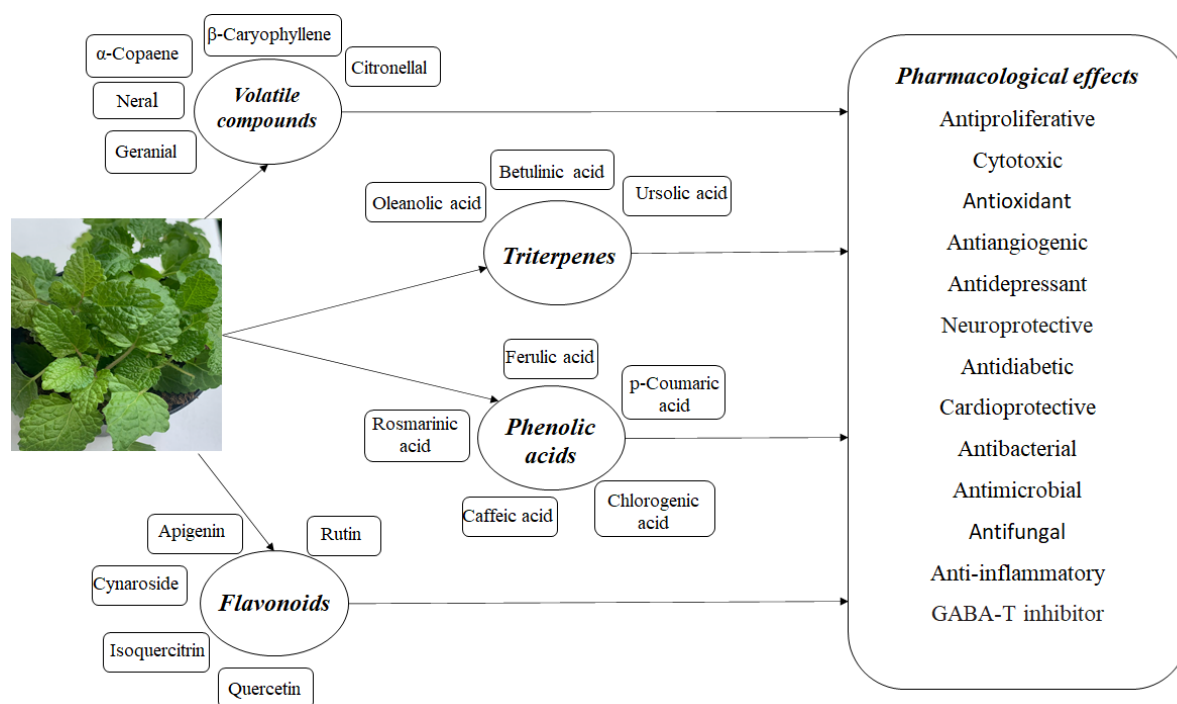 β-Caryophyllene
α-Copaene
Citronellal
Neral
Geranial
Volatile
compounds
Betulinic acid
Oleanolic acid
Ursolic acid
Triterpenes
Ferulic acid
p-Coumaric
acid
Rosmarinic
acid
Phenolic
acids
Caffeic acid
Chlorogenic
acid
Apigenin
Rutin
Cynaroside
Flavonoids
Isoquercitrin
Quercetin
Pharmacological effects
Antiproliferative
Cytotoxic
Antioxidant
Antiangiogenic
Antidepressant
Neuroprotective
Antidiabetic
Cardioprotective
Antibacterial
Antimicrobial
Antifungal
Anti-inflammatory
GABA-T inhibitor